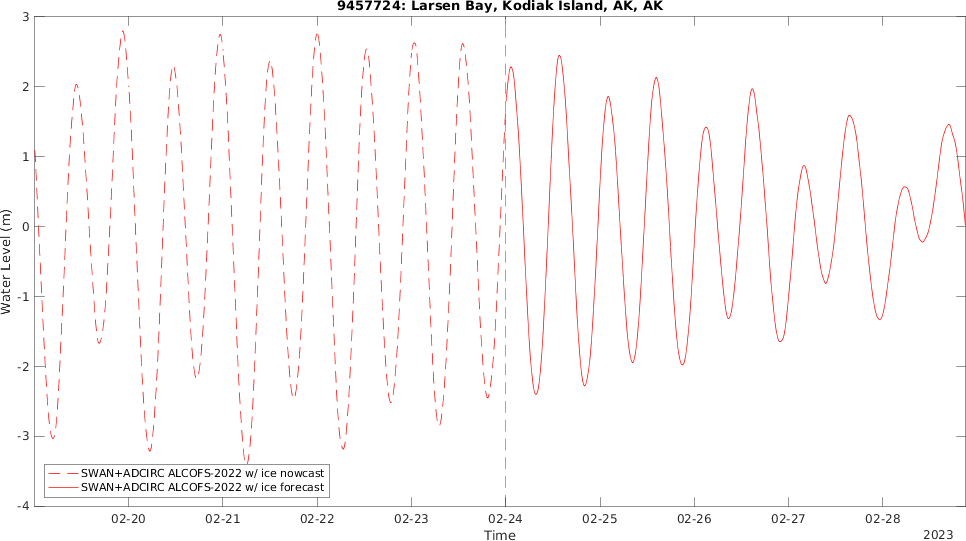 9457724: Larsen Bay, Kodiak Island, AK, AK
Water Level (m)
3
2
1
0
-1
-2
-3
-4
SWAN+ADCIRC ALCOFS-2022 w/ ice nowcast
SWAN+ADCIRC ALCOFS-2022 w/ ice forecast
02-20 02-21 02-22 02-23 02-24 02-25 02-26 02-27 02-28
Time
2023